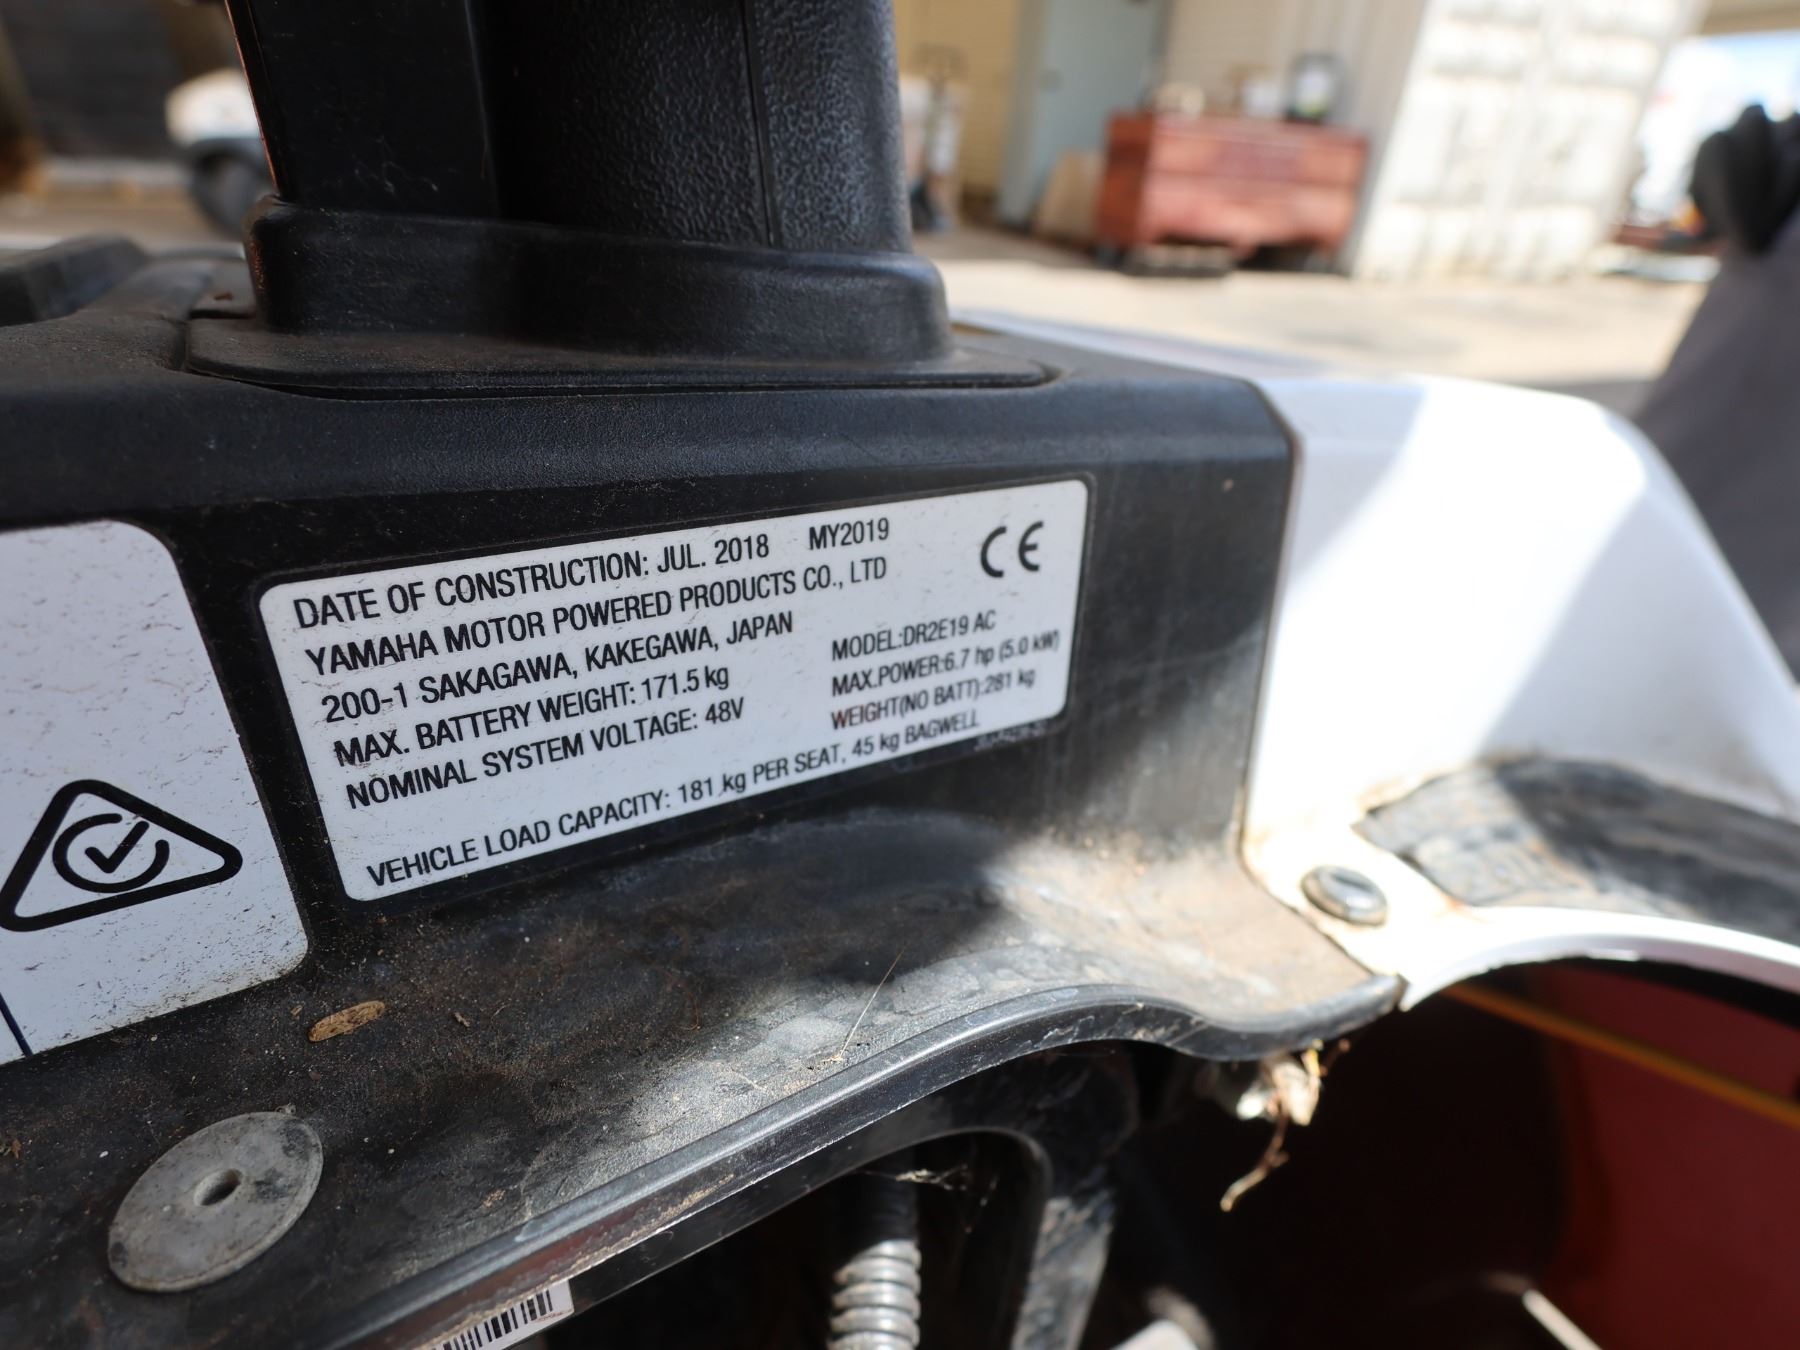 DATE OF CONSTRUCTION: JUL. 2018 MY2019
YAMAHA MOTOR POWERED PRODUCTS CO., LTD
CE
200-1 SAKAGAWA, KAKEGAWA, JAPAN
MODEL:DR2E19 AC
MAX. BATTERY WEIGHT: 171.5 kg
MAX.POWER:6.7 hp (5.0 kW)
NOMINAL SYSTEM VOLTAGE: 48V
WEIGHT(NO BATT):281 kg
VEHICLE LOAD CAPACITY: 181 kg PER SEAT, 45 kg BAGWELL